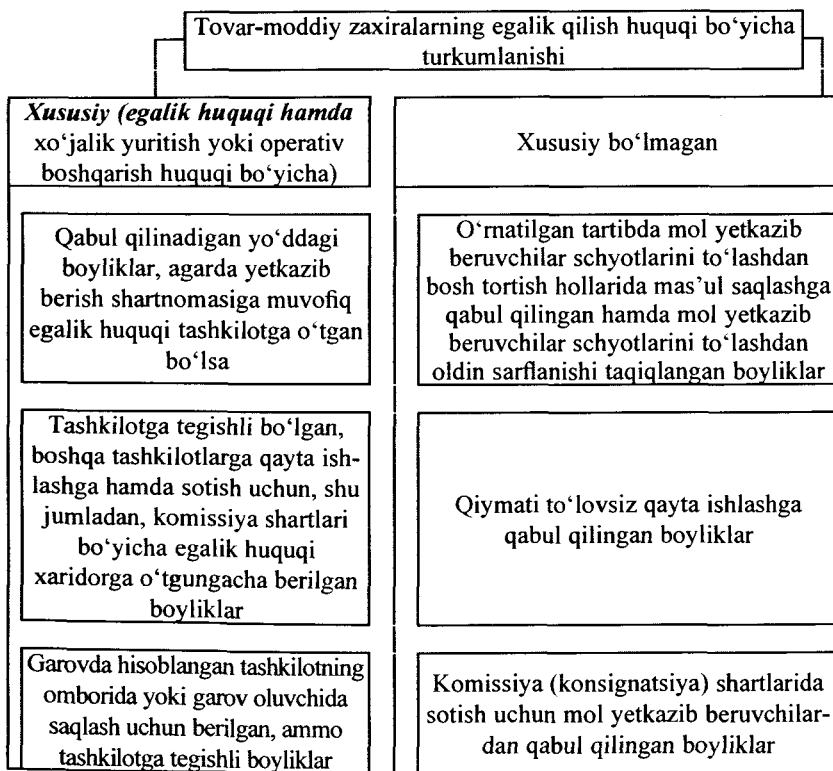 Tovar-moddiy zaxiralarning egalik qilish huquqi bo‘yicha
turkumlanishi
Xususiy (egalik huquqi hamda
xo‘jalik yuritish yoki operativ
boshqarish huquqi bo‘yicha)
Xususiy bo‘lmagan
Qabul qilinadigan yo‘ddagi
boyliklar, agarda yetkazib
berish shartnomasiga muvofiq
egalik huquqi tashkilotga o‘tgan
bo‘lsa
O‘rnatilgan tartibda mol yetkazib
beruvchilar schyotlarini to‘lashdan
bosh tortish hollarida mas’ul saqlashga
qabul qilingan hamda mol yetkazib
beruvchilar schyotlarini to‘lashdan
oldin sarflanishi taqiqlangan boyliklar
Tashkilotga tegishli bo‘lgan,
boshqa tashkilotlarga qayta ish-
lashga hamda sotish uchun, shu
jumladan, komissiya shartlari
bo‘yicha egalik huquqi
xaridorga o‘tgungacha berilgan
boyliklar
Qiymati to‘lovsiz qayta ishlashga
qabul qilingan boyliklar
Garovda hisoblangan tashkilotning
omborida yoki garov oluvchida
saqlash uchun berilgan, ammo
tashkilotga tegishli boyliklar
Komissiya (konsignatsiya) shartlarida
sotish uchun mol yetkazib beruvchilar-
dan qabul qilingan boyliklar